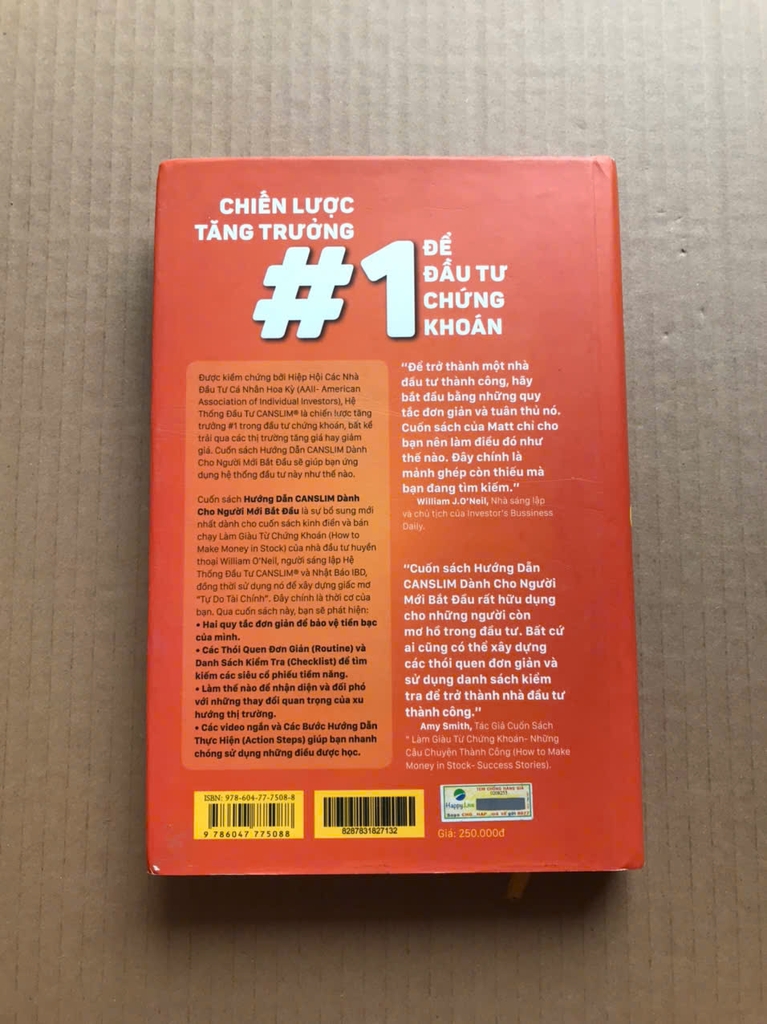 CHIẾN LƯỢC
TĂNG TRƯỞNG
#1
ĐỂ
ĐẦU TƯ
CHỨNG
KHOÁN
Được kiểm chứng bởi Hiệp Hội Các Nhà
Đầu Tư Cá Nhân Hoa Kỳ (AAII- American
Association of Individual Investors), Hệ
Thống Đầu Tư CANSLIM® là chiến lược tăng
trưởng #1 trong đầu tư chứng khoán, bất kể
trải qua các thị trường tăng giá hay giảm
giá. Cuốn sách Hướng Dẫn CANSLIM Dành
Cho Người Mới Bắt Đầu sẽ giúp bạn ứng
dụng hệ thống đầu tư này như thế nào.
Cuốn sách Hướng Dẫn CANSLIM Dành
Cho Người Mới Bắt Đầu là sự bổ sung mới
nhất dành cho cuốn sách kinh điển và bán
chạy Làm Giàu Từ Chứng Khoán (How to
Make Money in Stock) của nhà đầu tư huyền
thoại William O'Neil, người sáng lập Hệ
Thống Đầu Tư CANSLIM® và Nhật Báo IBD,
đồng thời sử dụng nó để xây dựng giấc mơ
"Tự Do Tài Chính". Đây chính là thời cơ của
bạn. Qua cuốn sách này, bạn sẽ phát hiện:
• Hai quy tắc đơn giản để bảo vệ tiền bạc
của mình.
• Các Thói Quen Đơn Giản (Routine) và
Danh Sách Kiểm Tra (Checklist) để tìm
kiếm các siêu cổ phiếu tiềm năng.
• Làm thế nào để nhận diện và đối phó
với những thay đổi quan trọng của xu
hướng thị trường.
• Các video ngắn và Các Bước Hướng Dẫn
Thực Hiện (Action Steps) giúp bạn nhanh
chóng sử dụng những điều được học.
"Để trở thành một nhà
đầu tư thành công, hãy
bắt đầu bằng những quy
tắc đơn giản và tuân thủ nó.
Cuốn sách của Matt chỉ cho
bạn nên làm điều đó như
thế nào. Đây chính là
mảnh ghép còn thiếu mà
bạn đang tìm kiếm."
William J.O'Neil, Nhà sáng lập
và chủ tịch của Investor's Bussiness
Daily.
"Cuốn sách Hướng Dẫn
CANSLIM Dành Cho Người
Mới Bắt Đầu rất hữu dụng
cho những người còn
mơ hồ trong đầu tư. Bất cứ
ai cũng có thể xây dựng
các thói quen đơn giản và
sử dụng danh sách kiểm
tra để trở thành nhà đầu tư
thành công."
Amy Smith, Tác Giả Cuốn Sách
" Làm Giàu Từ Chứng Khoán- Những
Câu Chuyện Thành Công (How to Make
Money in Stock- Success Stories).
ISBN: 978-604-77-7508-8
9 786047 775088
8287831827132
TEM CHỐNG HÀNG GIẢ
Happy Live
Giá: 250.000đ